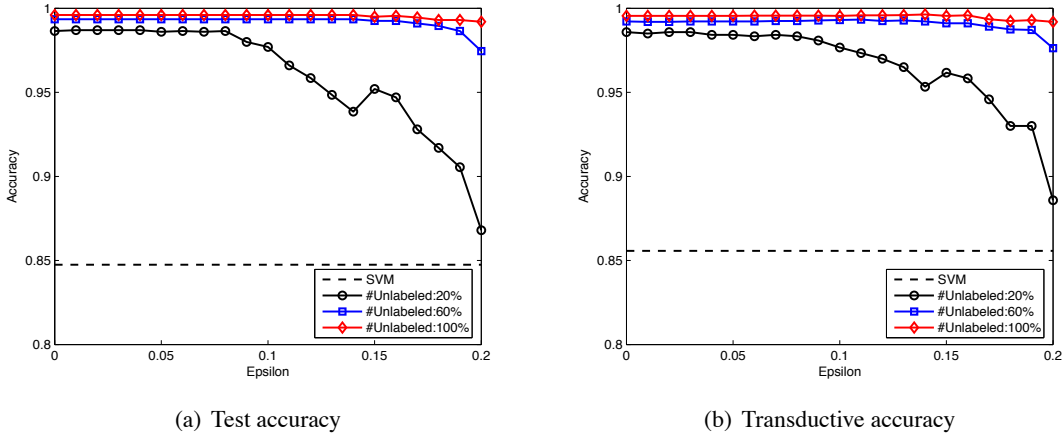 1
0.95
0.9
0.85
0.8
Accuracy
0
0.05
0.1
0.15
0.2
Epsilon
SVM
#Unlabeled:20%
#Unlabeled:60%
#Unlabeled:100%
(a) Test accuracy
1
0.95
0.9
0.85
0.8
Accuracy
0
0.05
0.1
0.15
0.2
Epsilon
SVM
#Unlabeled:20%
#Unlabeled:60%
#Unlabeled:100%
(b) Transductive accuracy